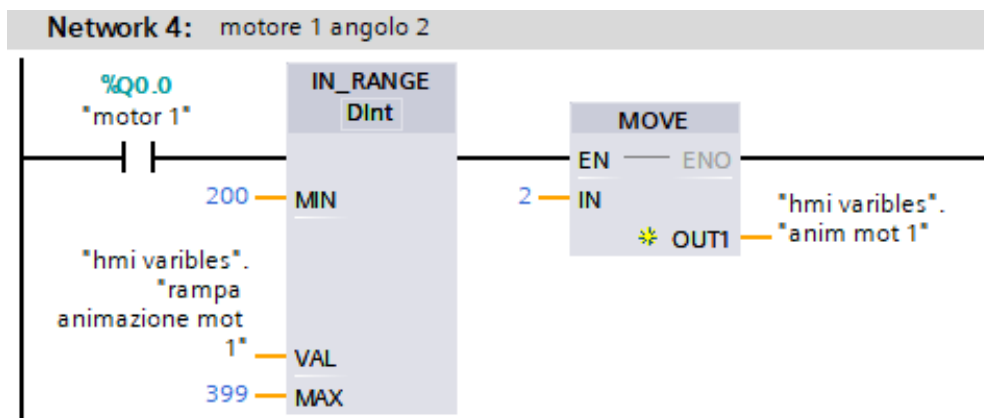 Network 4: motore 1 angolo 2
%Q0.0
"motor 1"
IN_RANGE
DInt
MOVE
EN ENO
200 MIN
2 IN
"hmi varibles".
OUT1 "anim mot 1"
"hmi varibles".
"rampa
animazione mot
1"
VAL
399 MAX